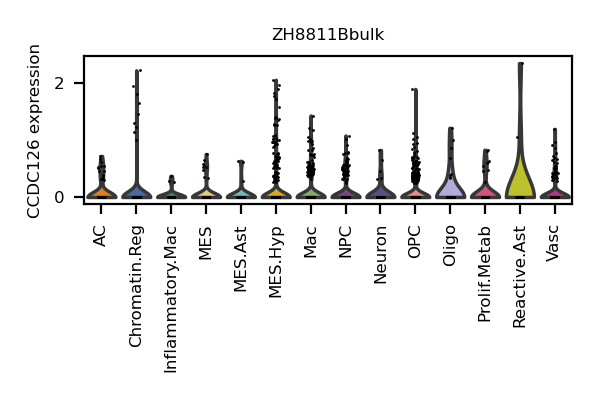 ZH8811Bbulk
CCDC126 expression
2
0
AC
Chromatin.Reg
Inflammatory.Mac
MES
MES.Ast
MES.Hyp
Mac
NPC
Neuron
OPC
Oligo
Prolif.Metab
Reactive.Ast
Vasc